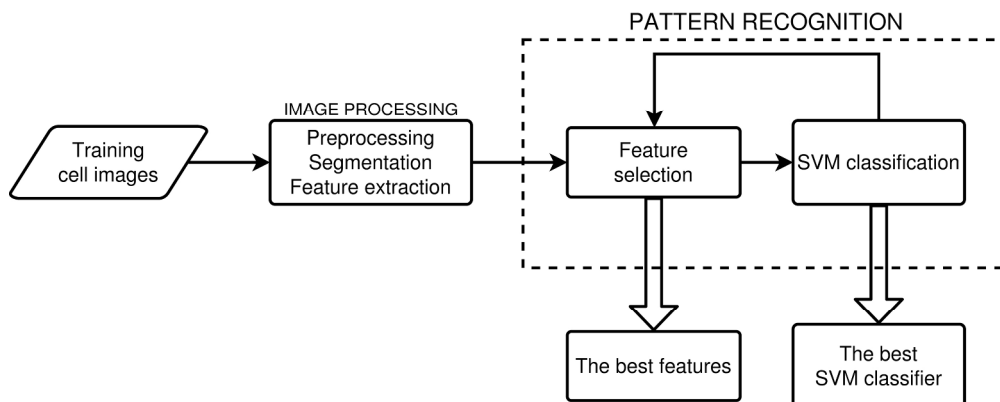 PATTERN RECOGNITION
IMAGE PROCESSING
Training
cell images
Preprocessing
Segmentation
Feature extraction
Feature
selection
SVM classification
The best features
The best
SVM classifier